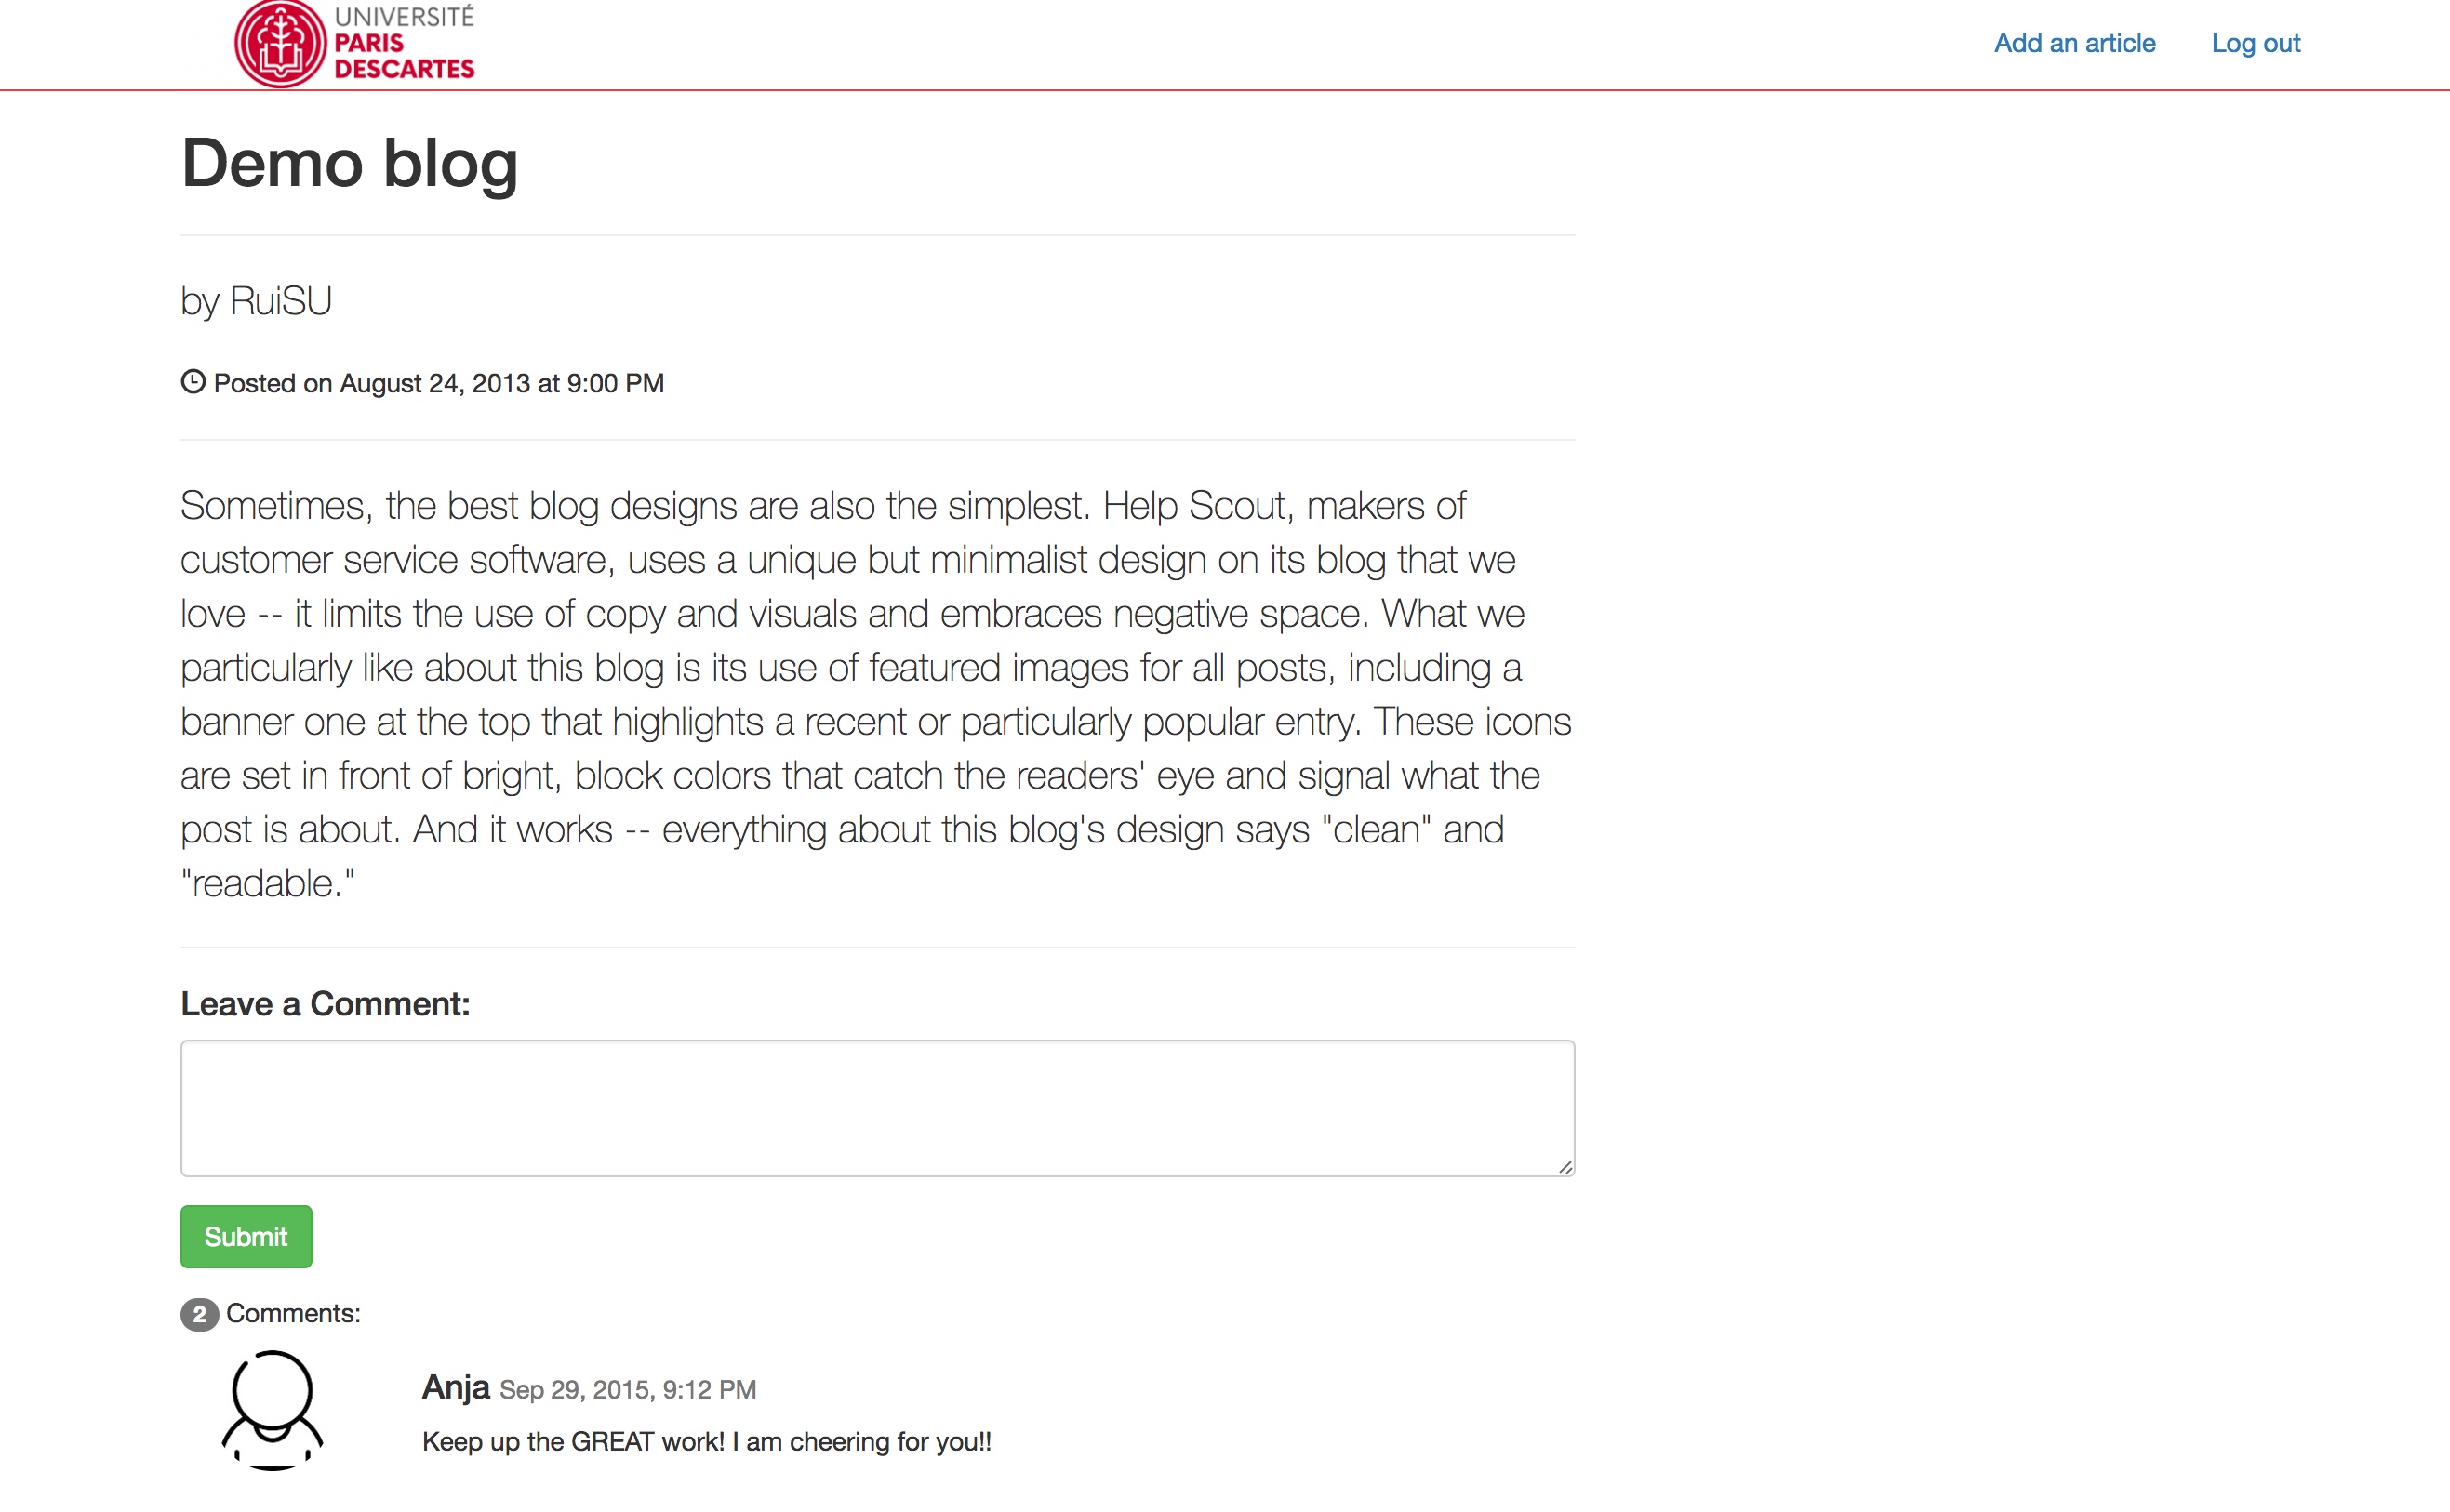 UNIVERSITÉ
PARIS
DESCARTES
Add an article
Log out
Demo blog
by RuiSU
Posted on August 24, 2013 at 9:00 PM
Sometimes, the best blog designs are also the simplest. Help Scout, makers of
customer service software, uses a unique but minimalist design on its blog that we
love -- it limits the use of copy and visuals and embraces negative space. What we
particularly like about this blog is its use of featured images for all posts, including a
banner one at the top that highlights a recent or particularly popular entry. These icons
are set in front of bright, block colors that catch the readers' eye and signal what the
post is about. And it works -- everything about this blog's design says "clean" and
"readable."
Leave a Comment:
Submit
2 Comments:
Anja Sep 29, 2015, 9:12 PM
Keep up the GREAT work! I am cheering for you!!